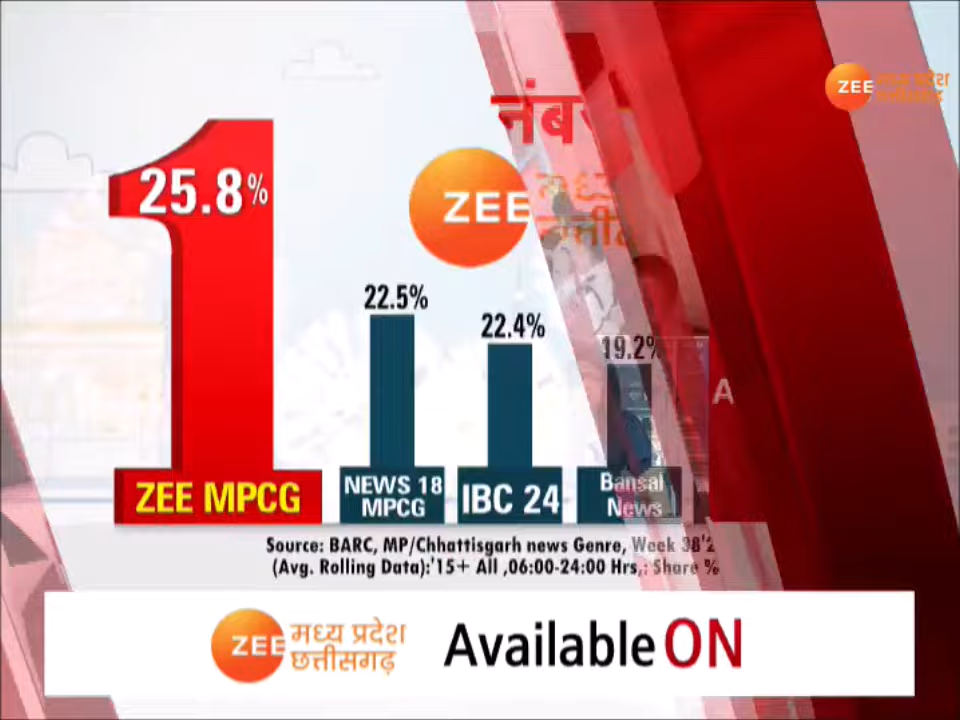 ZEE मध्य प्रदेश
छत्तीसगढ़
25.8%
ZEE
22.5%
22.4%
19.2%
A
ZEE MPCG
NEWS 18
MPCG
IBC 24
Bansal
News
Source: BARC, MP/Chhattisgarh news Genre, Week 38'2
(Avg. Rolling Data):'15+ All ,06:00-24:00 Hrs,: Share %
ZEE मध्य प्रदेश
छत्तीसगढ़
Available ON